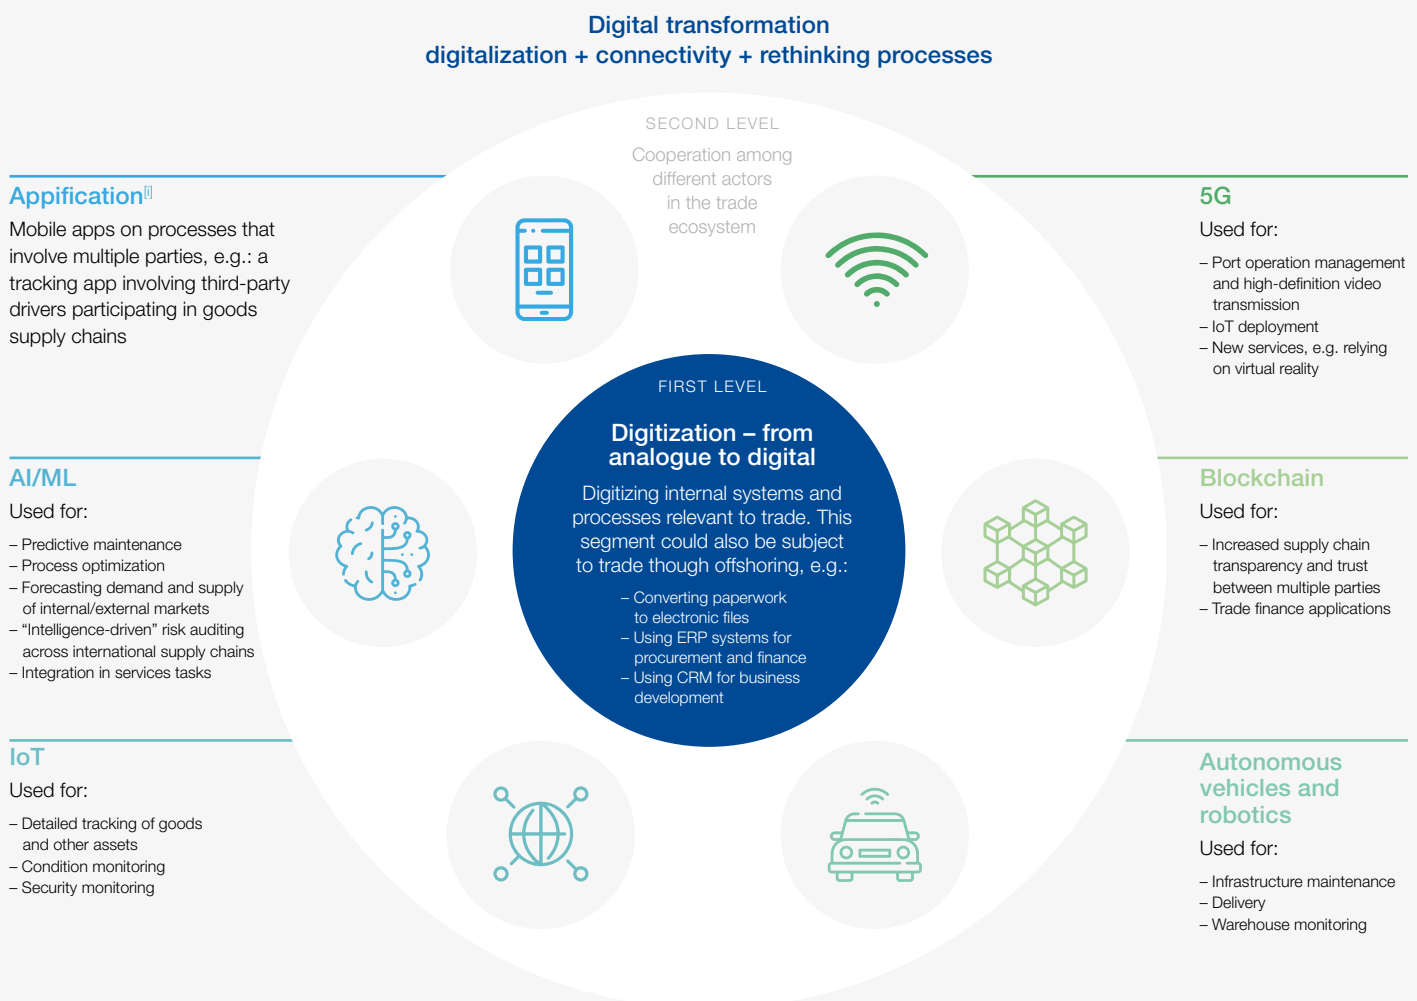 Digital transformation
digitalization + connectivity + rethinking processes
SECOND LEVEL
Cooperation among
different actors
in the trade
ecosystem
Appification[i]
Mobile apps on processes that
involve multiple parties, e.g.: a
tracking app involving third-party
drivers participating in goods
supply chains
5G
Used for:
– Port operation management
and high-definition video
transmission
– IoT deployment
– New services, e.g. relying
on virtual reality
FIRST LEVEL
Digitization – from
analogue to digital
Digitizing internal systems and
processes relevant to trade. This
segment could also be subject
to trade though offshoring, e.g.:
– Converting paperwork
to electronic files
– Using ERP systems for
procurement and finance
– Using CRM for business
development
AI/ML
Used for:
– Predictive maintenance
– Process optimization
– Forecasting demand and supply
of internal/external markets
– “Intelligence-driven” risk auditing
across international supply chains
– Integration in services tasks
Blockchain
Used for:
– Increased supply chain
transparency and trust
between multiple parties
– Trade finance applications
IoT
Used for:
– Detailed tracking of goods
and other assets
– Condition monitoring
– Security monitoring
Autonomous
vehicles and
robotics
Used for:
– Infrastructure maintenance
– Delivery
– Warehouse monitoring